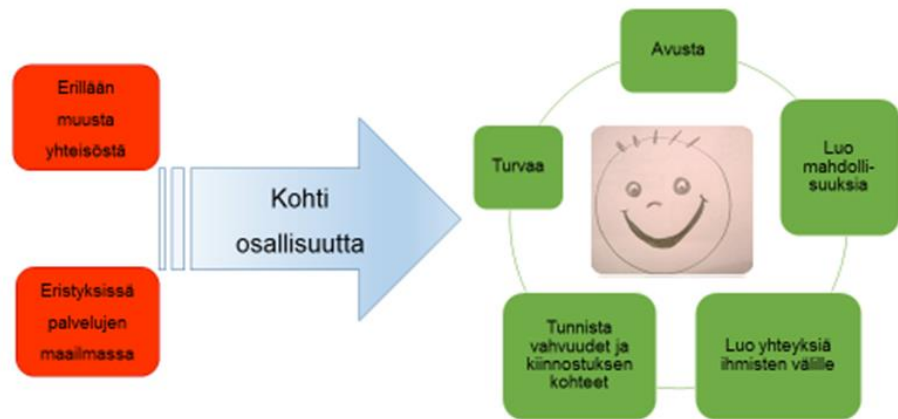 Erillään
muusta
yhteisöstä
Eristyksissä
palvelujen
maailmassa
Kohti
osallisuutta
Avusta
Luo
mahdolli-
suuksia
Luo yhteyksiä
ihmisten välille
Tunnista
vahvuudet ja
kiinnostuksen
kohteet
Turvaa